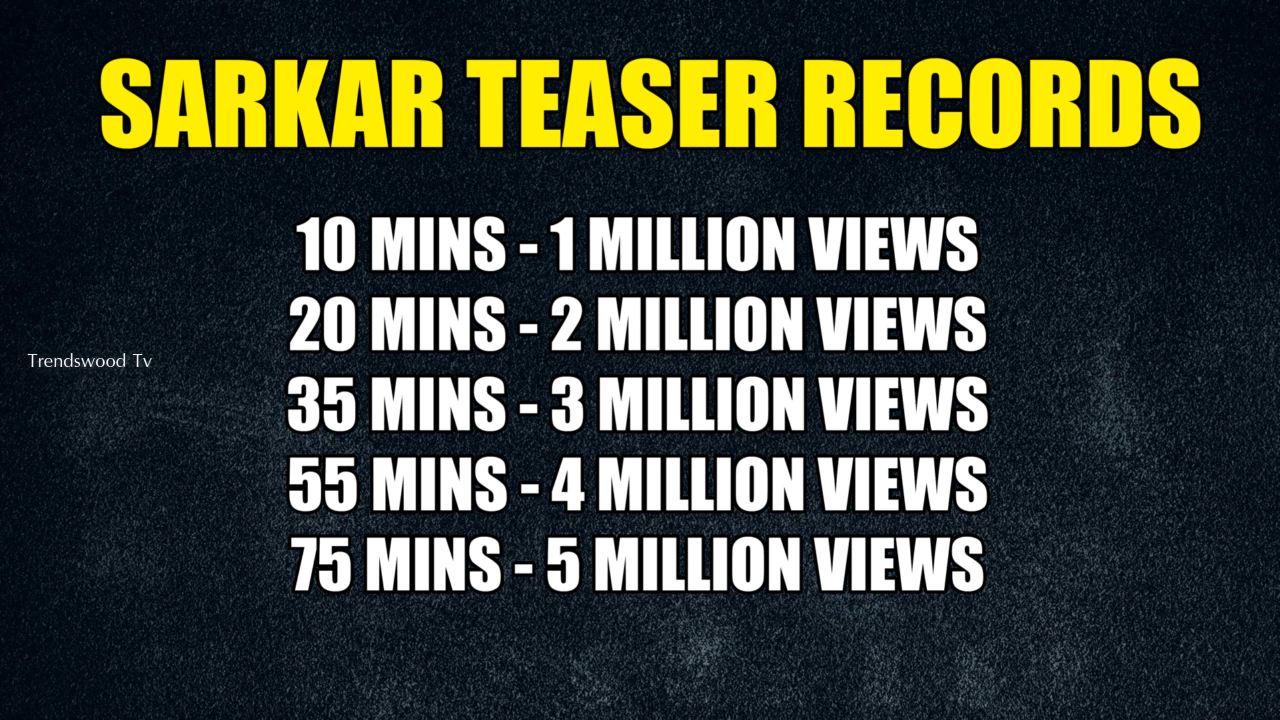 SARKAR TEASER RECORDS
10 MINS - 1 MILLION VIEWS
20 MINS - 2 MILLION VIEWS
Trendswood Tv
35 MINS - 3 MILLION VIEWS
55 MINS - 4 MILLION VIEWS
75 MINS - 5 MILLION VIEWS